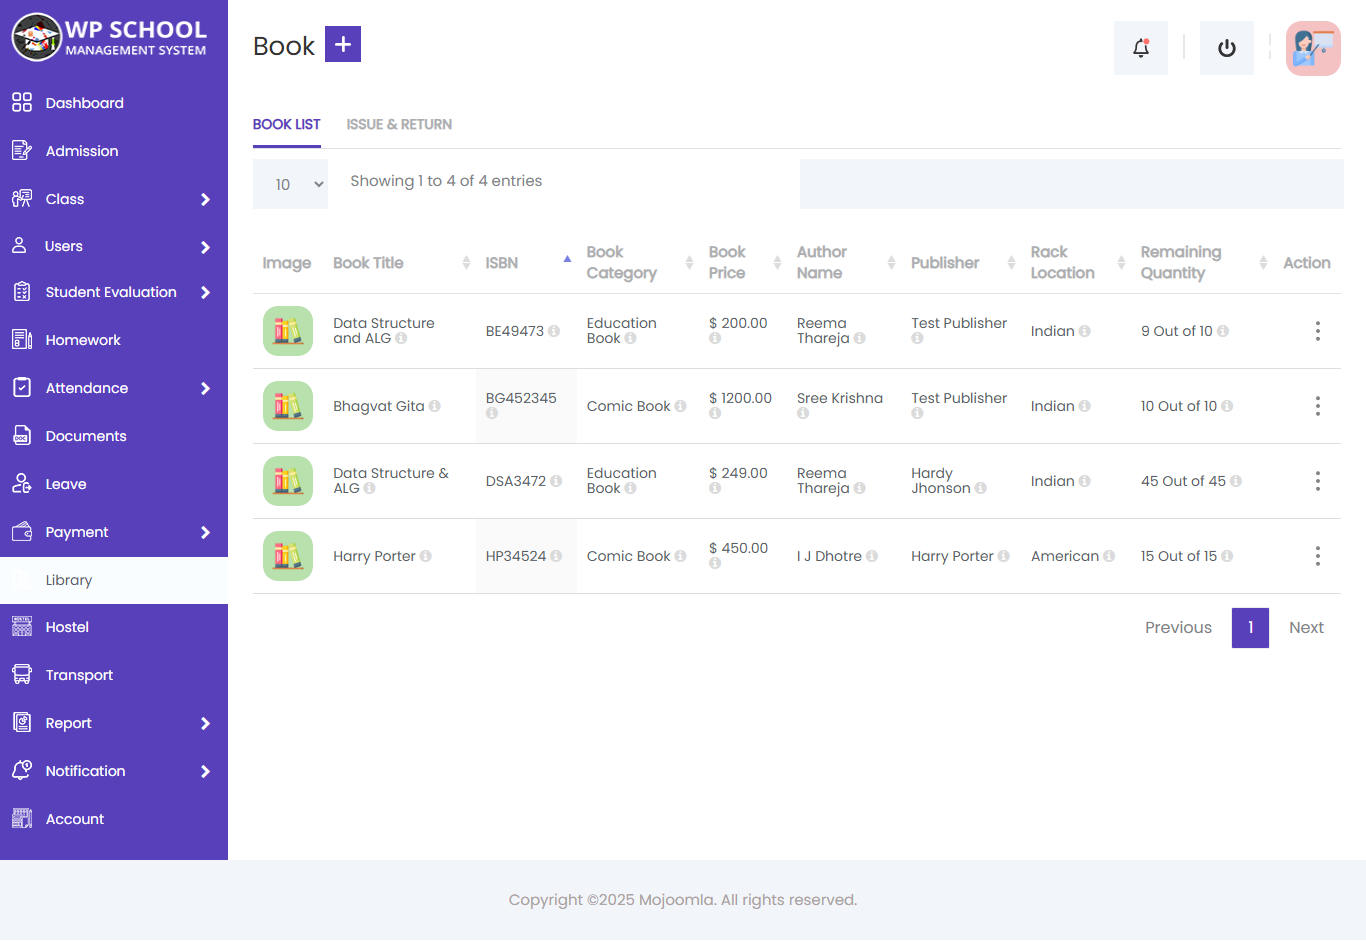 WP SCHOOL
MANAGEMENT SYSTEM
Dashboard
Admission
Class
Users
Student Evaluation
Homework
Attendance
Documents
Leave
Payment
Library
Hostel
Transport
Report
Notification
Account
Book
BOOK LIST ISSUE & RETURN
10 Showing 1 to 4 of 4 entries
Image Book Title ISBN Book Category Book Price Author Name Publisher Rack Location Remaining Quantity Action
Data Structure and ALG BE49473 Education Book $ 200.00 Reema Thareja Test Publisher Indian 9 Out of 10
Bhagvat Gita BG452345 Comic Book $ 1200.00 Sree Krishna Test Publisher Indian 10 Out of 10
Data Structure & ALG DSA3472 Education Book $ 249.00 Reema Thareja Hardy Jhonson Indian 45 Out of 45
Harry Porter HP34524 Comic Book $ 450.00 I J Dhotre Harry Porter American 15 Out of 15
Previous 1 Next
Copyright ©2025 Mojoomla. All rights reserved.